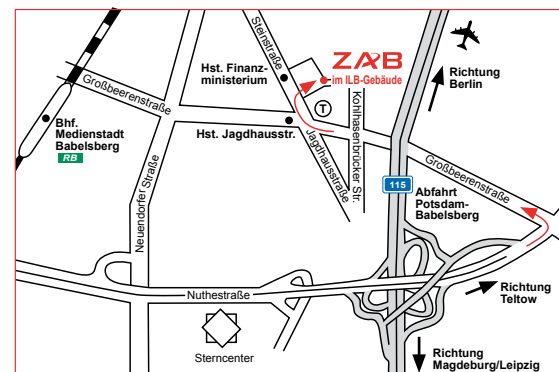 Sternstraße
ZAB
im ILB-Gebäude
Hst. Finanz-
ministerium
Richtung
Berlin
Großbeerenstraße
T
Kohlhasenbrücker Str.
Bhf.
Medienstadt
Babelsberg
RB
Hst. Jagdhausstr.
Jagdhausstraße
Großbeerenstraße
Neuendorfer Straße
115
Abfahrt
Potsdam-
Babelsberg
Nuthestraße
Richtung
Teltow
Sterncenter
Richtung
Magdeburg/Leipzig